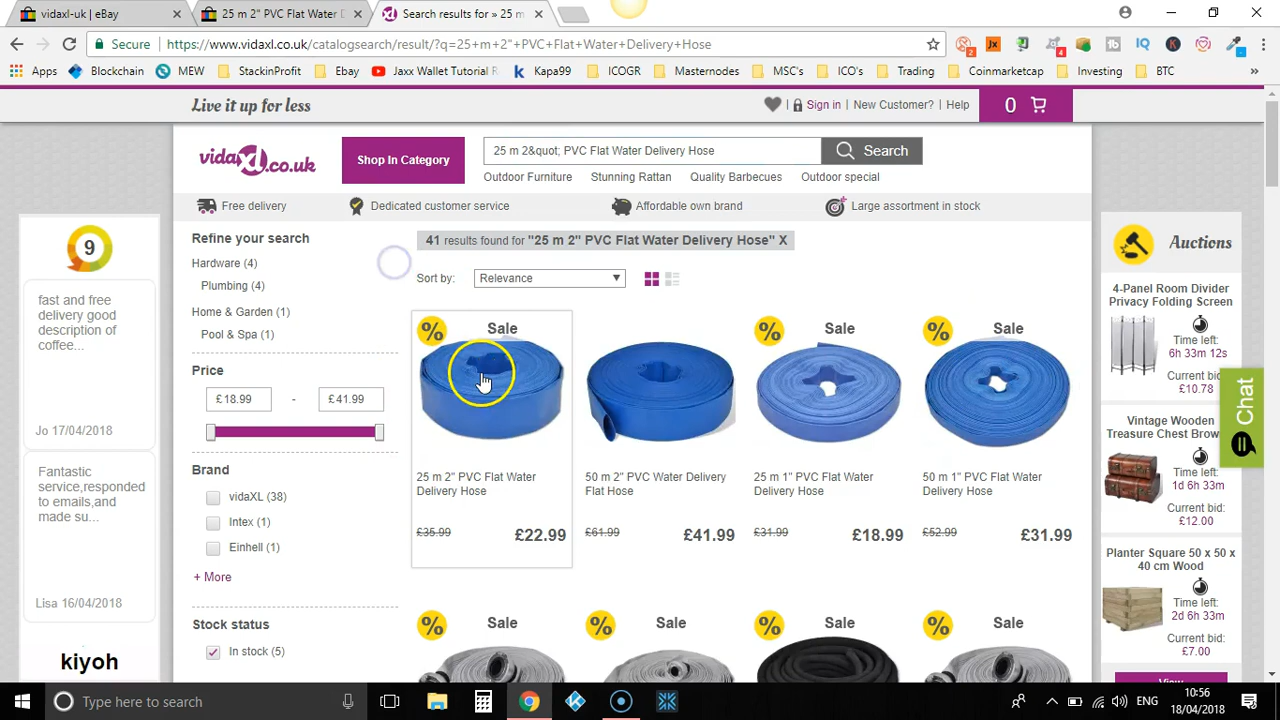 vidaxl-uk | eBay
25 m 2" PVC Flat Water D
Search results for » 25 m
Secure
https://www.vidaxl.co.uk/catalogsearch/result/?q=25+m+2"+PVC+Flat+Water+Delivery+Hose
Apps
Blockchain
MEW
StackinProfit
Ebay
Jaxx Wallet Tutorial R
Kapa99
ICOGR
Masternodes
MSC's
ICO's
Trading
Coinmarketcap
Investing
BTC
»
Live it up for less
Sign in | New Customer? | Help
0
vidaXL.co.uk
Shop In Category
25 m 2&quot; PVC Flat Water Delivery Hose
Search
Outdoor Furniture
Stunning Rattan
Quality Barbecues
Outdoor special
Free delivery
Dedicated customer service
Affordable own brand
Large assortment in stock
9
fast and free
delivery good
description of
coffee...
Jo 17/04/2018
Fantastic
service,responded
to emails,and
made su...
Lisa 16/04/2018
kiyoh
Refine your search
Hardware (4)
Plumbing (4)
Home & Garden (1)
Pool & Spa (1)
Price
£ 18.99
-
£ 41.99
Brand
vidaXL (38)
Intex (1)
Einhell (1)
+ More
Stock status
In stock (5)
41 results found for "25 m 2" PVC Flat Water Delivery Hose" X
Sort by:
Relevance
%
Sale
25 m 2" PVC Flat Water
Delivery Hose
£35.99
£22.99
50 m 2" PVC Water Delivery
Flat Hose
£61.99
£41.99
%
Sale
25 m 1" PVC Flat Water
Delivery Hose
£31.99
£18.99
%
Sale
50 m 1" PVC Flat Water
Delivery Hose
£52.99
£31.99
%
Sale
%
Sale
%
Sale
%
Sale
Auctions
4-Panel Room Divider
Privacy Folding Screen
Time left:
6h 33m 12s
Current bid:
£10.78
Vintage Wooden
Treasure Chest Brow
Time left:
1d 6h 33m
Current bid:
£12.00
Planter Square 50 x 50 x
40 cm Wood
Time left:
2d 6h 33m
Current bid:
£7.00
Chat
Type here to search
ENG
10:56
18/04/2018